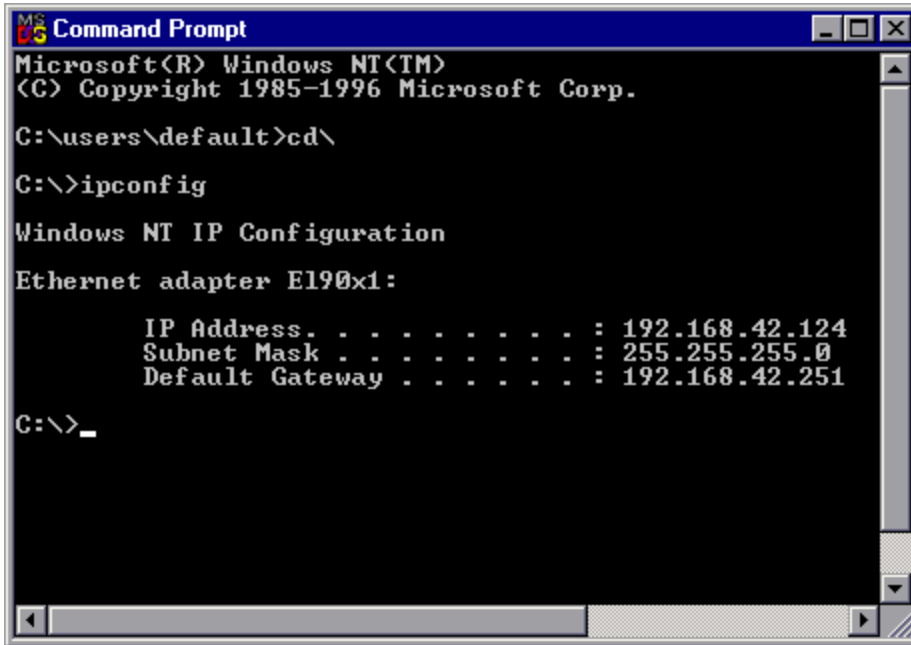 MS DOS Command Prompt
Microsoft(R) Windows NT(TM)
(C) Copyright 1985-1996 Microsoft Corp.
C:\users\default>cd\
C:\>ipconfig
Windows NT IP Configuration
Ethernet adapter El90x1:
IP Address. . . . . . . . . : 192.168.42.124
Subnet Mask . . . . . . . . : 255.255.255.0
Default Gateway . . . . . . : 192.168.42.251
C:\>_